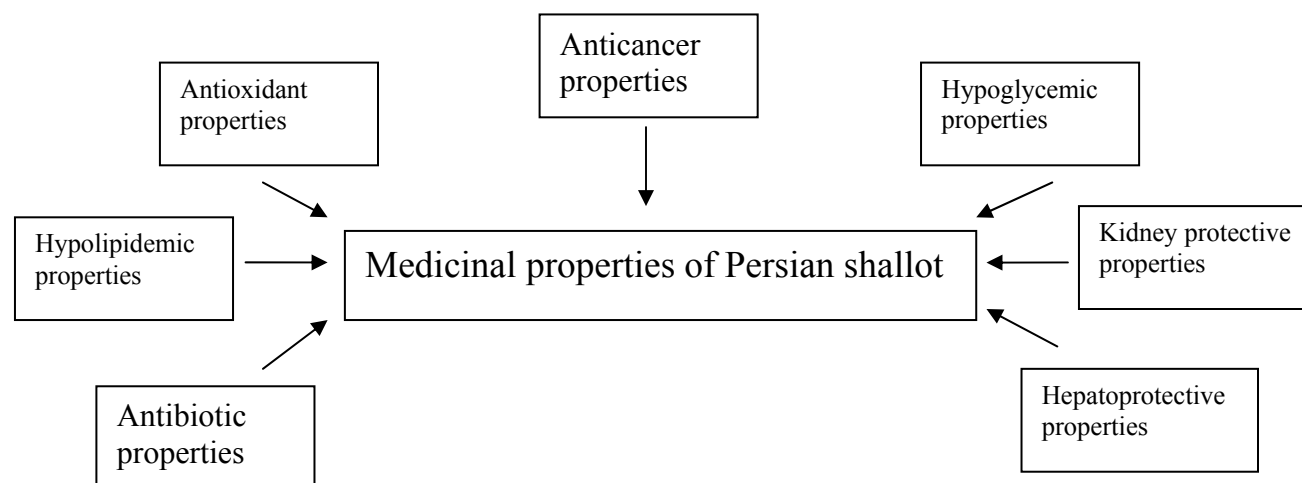 Anticancer
properties
Antioxidant
properties
Hypoglycemic
properties
Hypolipidemic
properties
Medicinal properties of Persian shallot
Kidney protective
properties
Antibiotic
properties
Hepatoprotective
properties